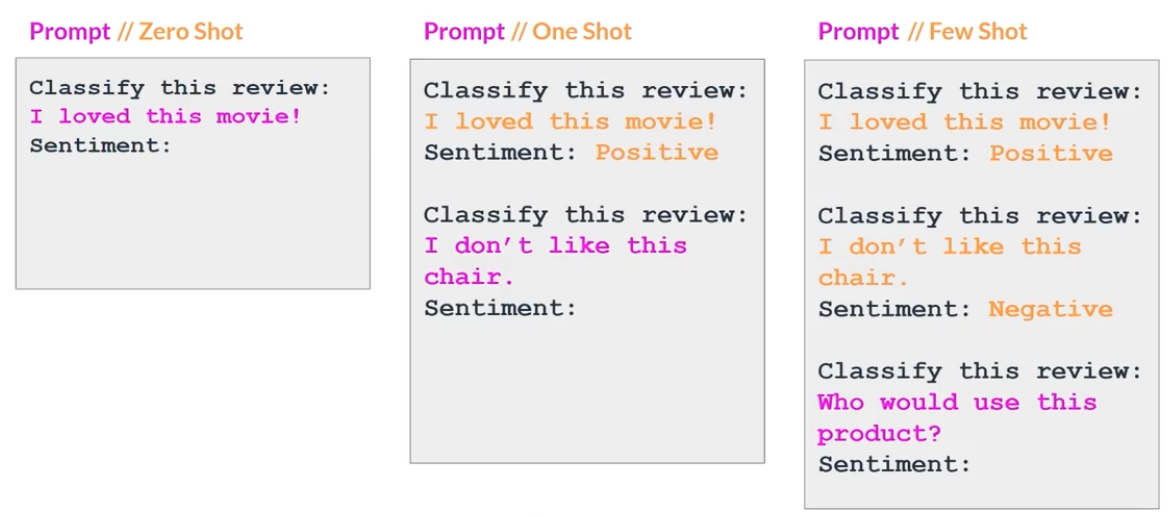 Prompt // Zero Shot
Classify this review:
I loved this movie!
Sentiment:
Prompt // One Shot
Classify this review:
I loved this movie!
Sentiment: Positive
Classify this review:
I don’t like this
chair.
Sentiment:
Prompt // Few Shot
Classify this review:
I loved this movie!
Sentiment: Positive
Classify this review:
I don’t like this
chair.
Sentiment: Negative
Classify this review:
Who would use this
product?
Sentiment: